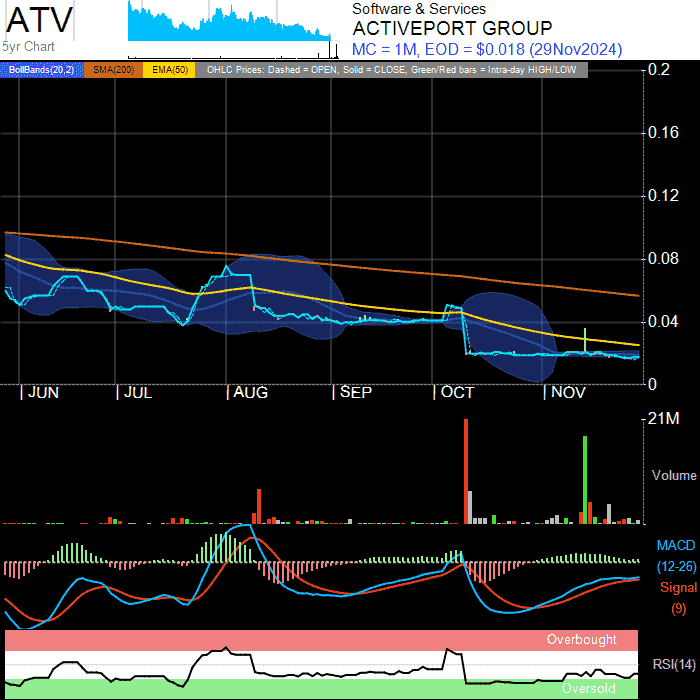 ATV
5yr Chart
Software & Services
ACTIVEPORT GROUP
MC = 1M, EOD = $0.018 (29Nov2024)
BollBands(20,2) SMA(200) EMA(50) OHLC Prices: Dashed = OPEN, Solid = CLOSE, Green/Red bars = Intra-day HIGH/LOW
0.2
0.16
0.12
0.08
0.04
0
JUN JUL AUG SEP OCT NOV
21M
Volume
MACD
(12-26)
Signal
(9)
Overbought
RSI(14)
Oversold